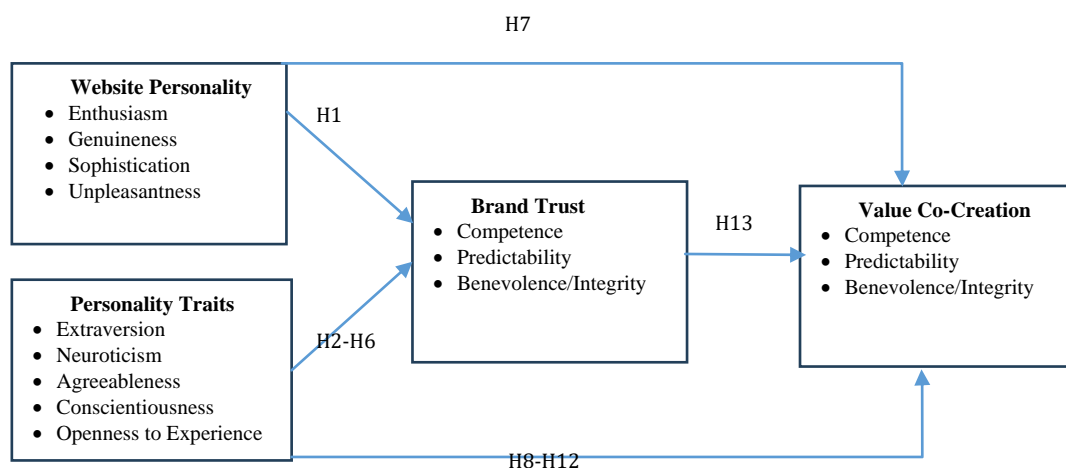 H7
Website Personality
• Enthusiasm
• Genuineness
• Sophistication
• Unpleasantness
H1
Brand Trust
• Competence
• Predictability
• Benevolence/Integrity
H13
Value Co-Creation
• Competence
• Predictability
• Benevolence/Integrity
Personality Traits
• Extraversion
• Neuroticism
• Agreeableness
• Conscientiousness
• Openness to Experience
H2-H6
H8-H12